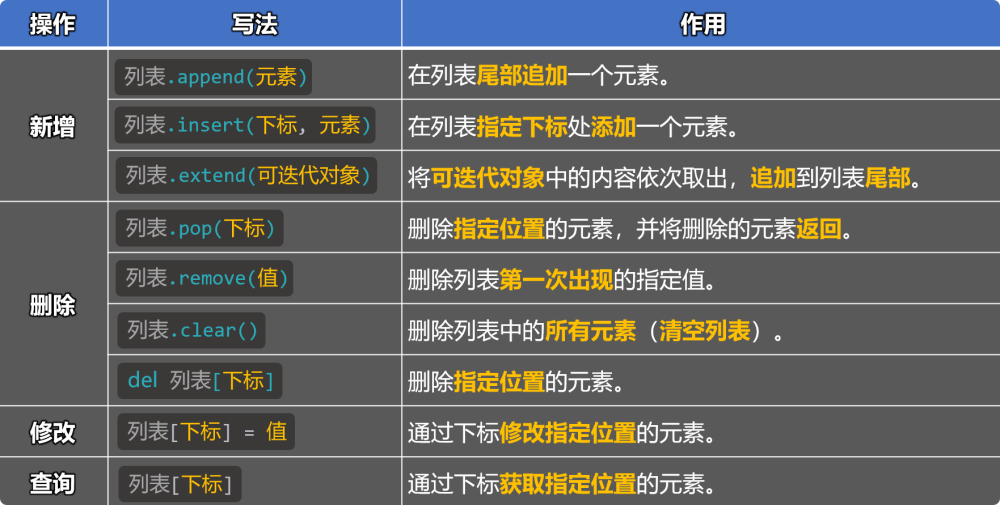 操作 写法 作用
列表.append(元素) 在列表尾部追加一个元素。
新增 列表.insert(下标, 元素) 在列表指定下标处添加一个元素。
列表.extend(可迭代对象) 将可迭代对象中的内容依次取出，追加到列表尾部。
列表.pop(下标) 删除指定位置的元素，并将删除的元素返回。
列表.remove(值) 删除列表第一次出现的指定值。
删除
列表.clear() 删除列表中的所有元素（清空列表）。
del 列表[下标] 删除指定位置的元素。
修改 列表[下标] = 值 通过下标修改指定位置的元素。
查询 列表[下标] 通过下标获取指定位置的元素。